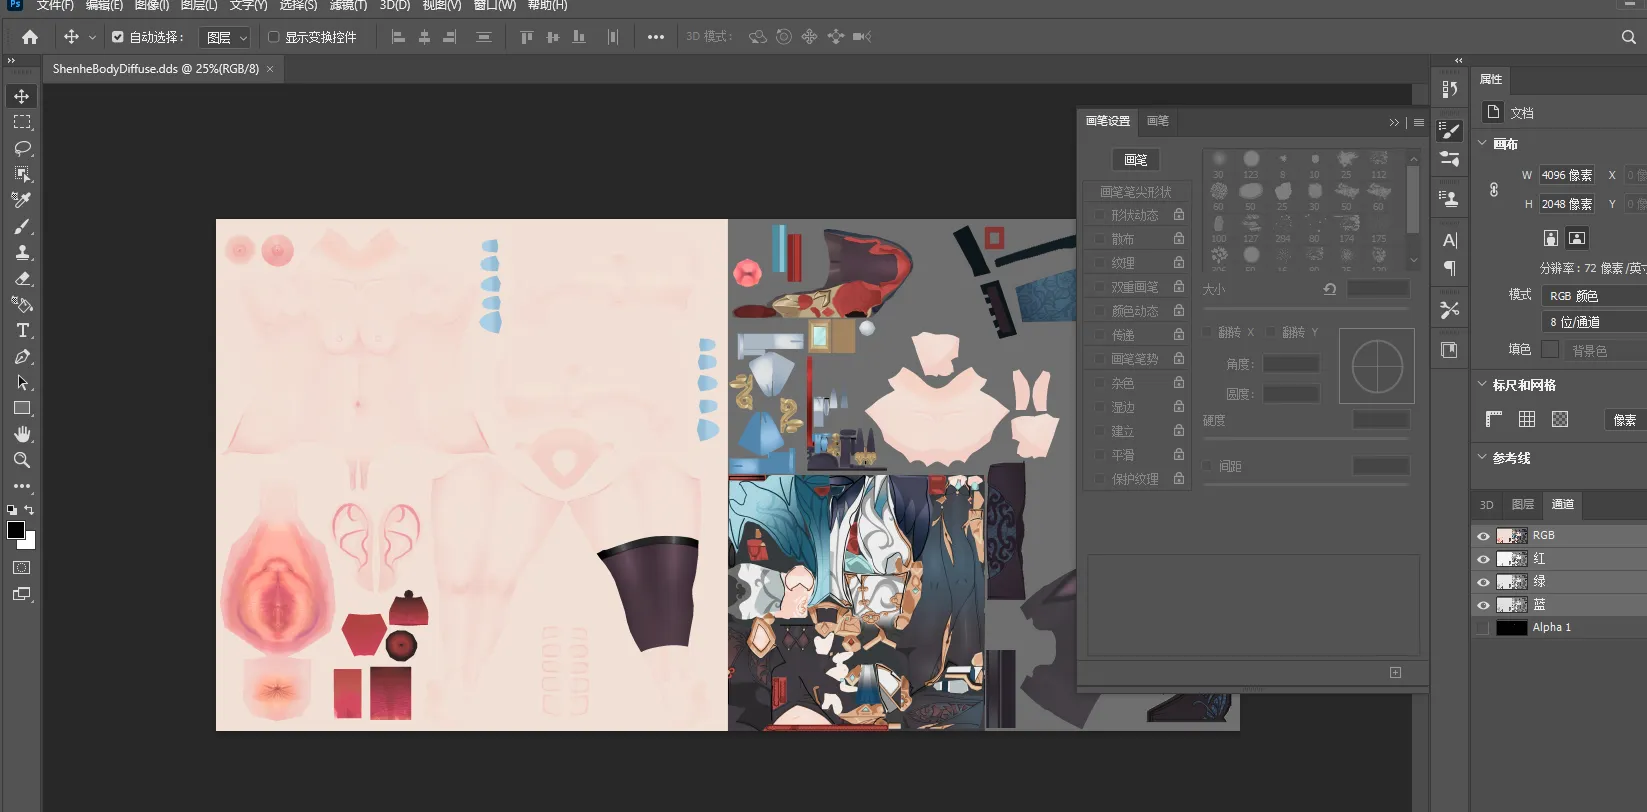 Ps 文件(F) 编辑(E) 图像(I) 图层(L) 文字(Y) 选择(S) 滤镜(T) 3D(D) 视图(V) 窗口(W) 帮助(H)
自动选择: 图层 显示变换控件 3D 模式:
ShenheBodyDiffuse.dds @ 25%(RGB/8) ×
画笔设置 画笔
画笔
画笔笔尖形状
形状动态
散布
纹理
双重画笔
颜色动态
传递
画笔笔势
杂色
湿边
建立
平滑
保护纹理
30 123 8 10 25 112
60 50 25 30 50 60
100 127 284 80 174 175
大小
翻转 X 翻转 Y
角度:
圆度:
硬度
间距
属性
文档
画布
W 4096 像素 X 0 像
H 2048 像素 Y 0 像
分辨率: 72 像素/英寸
模式 RGB 颜色
8 位/通道
填色 背景色
标尺和网格
像素
参考线
3D 图层 通道
RGB
红
绿
蓝
Alpha 1